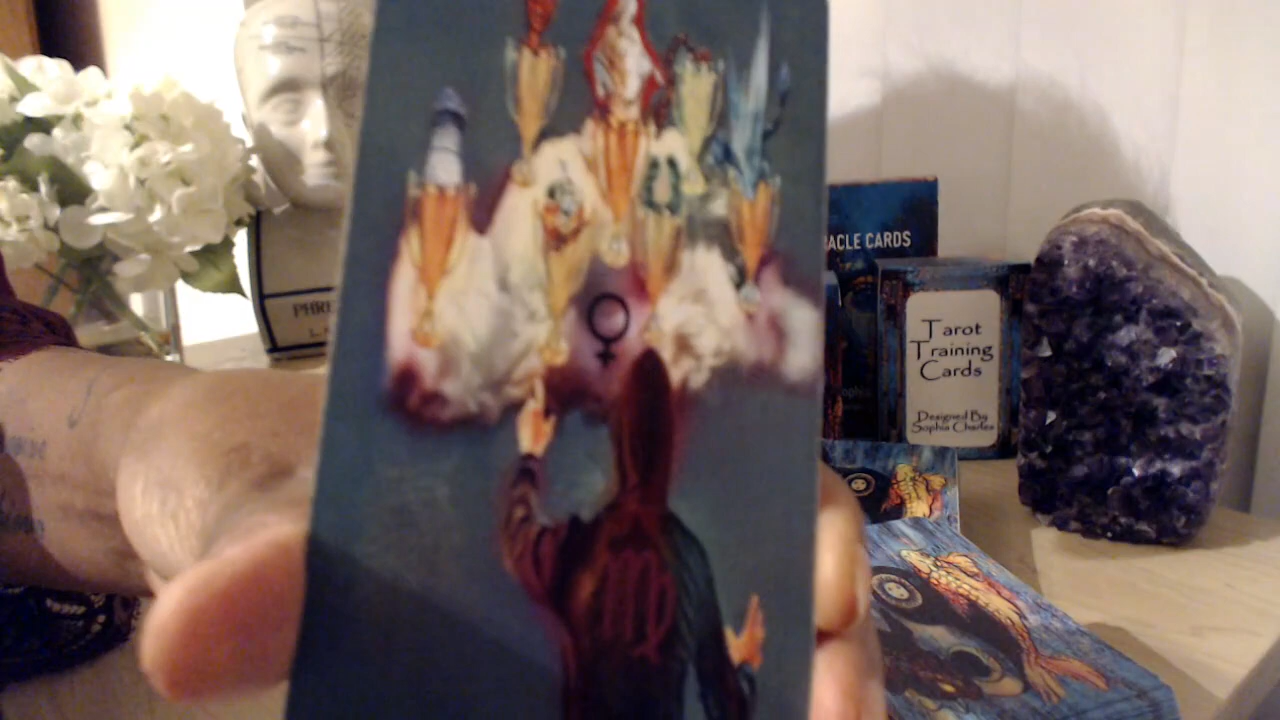 PHRE
L.
ACLE CARDS
Tarot
Training
Cards
Designed By
Sophia Charles